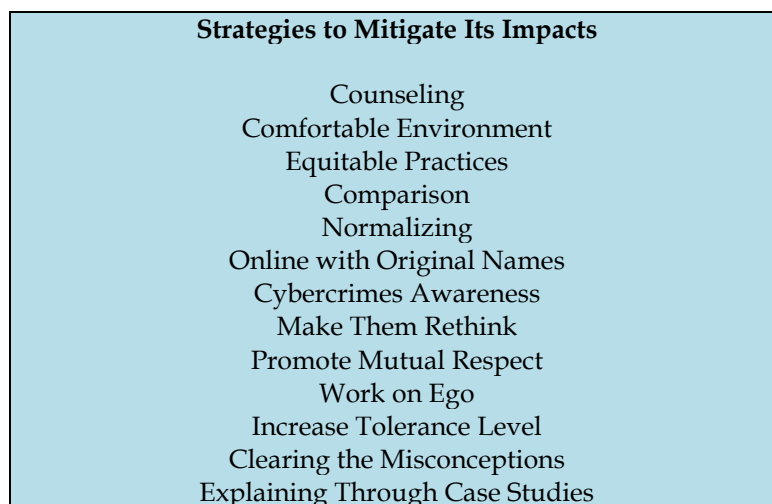 Strategies to Mitigate Its Impacts
Counseling
Comfortable Environment
Equitable Practices
Comparison
Normalizing
Online with Original Names
Cybercrimes Awareness
Make Them Rethink
Promote Mutual Respect
Work on Ego
Increase Tolerance Level
Clearing the Misconceptions
Explaining Through Case Studies